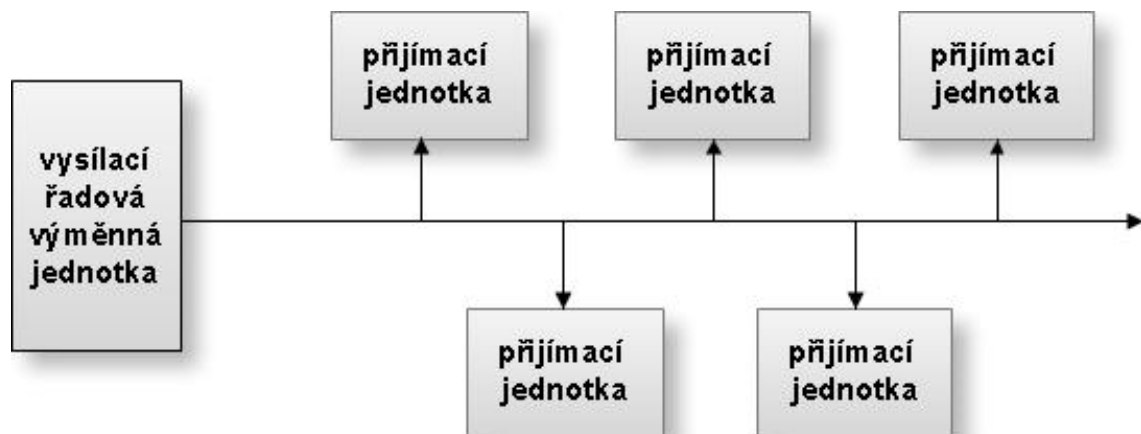 přijímací
jednotka
přijímací
jednotka
přijímací
jednotka
vysílací
řadová
výměnná
jednotka
přijímací
jednotka
přijímací
jednotka